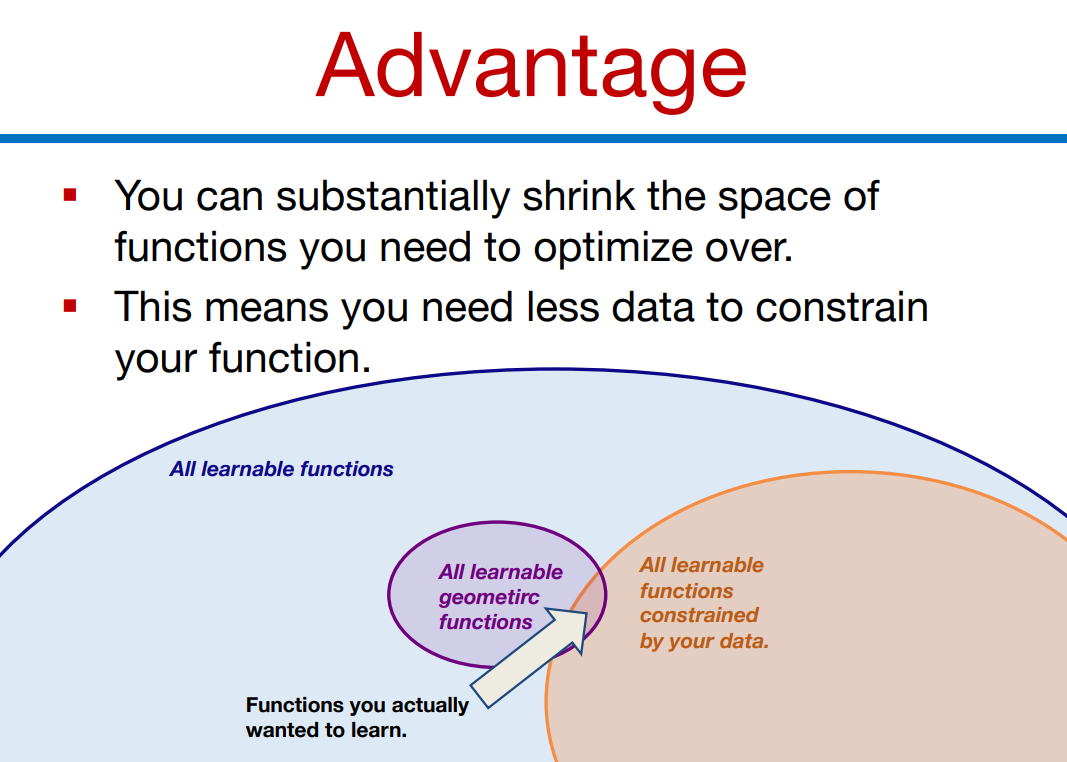 Advantage
▪ You can substantially shrink the space of
functions you need to optimize over.
▪ This means you need less data to constrain
your function.
All learnable functions
All learnable
geometirc
functions
All learnable
functions
constrained
by your data.
Functions you actually
wanted to learn.